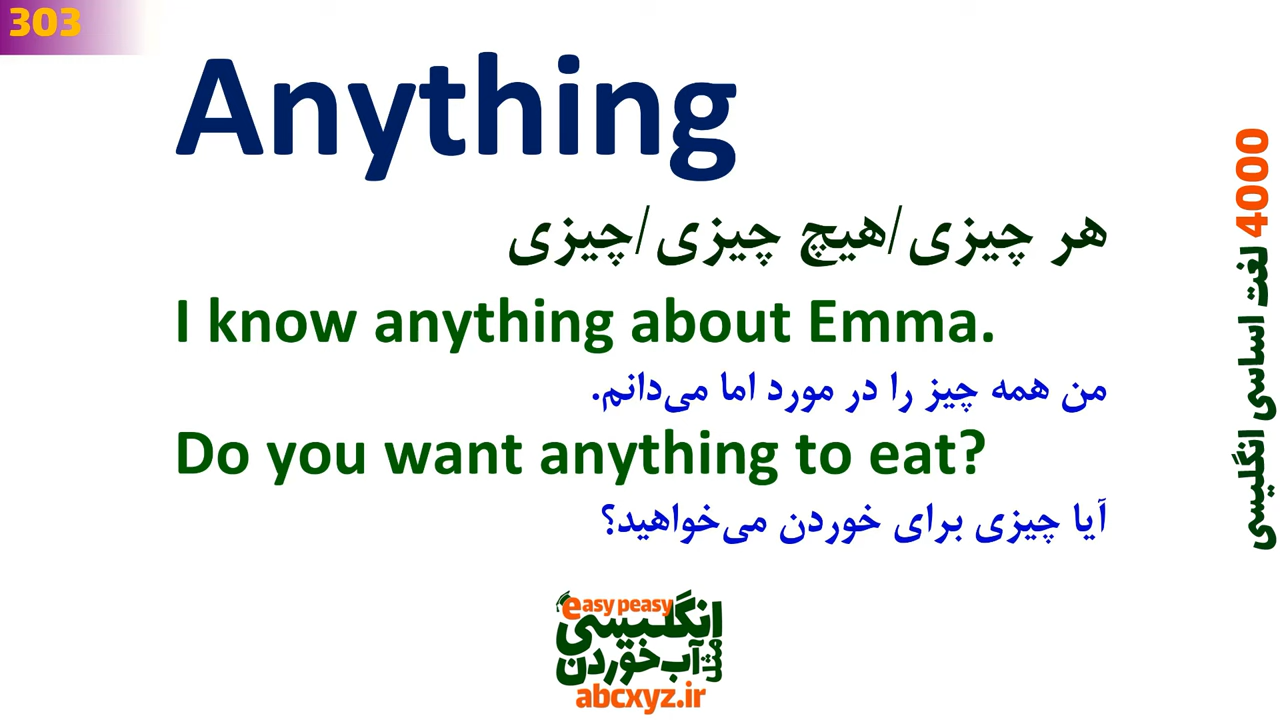 303
Anything
هر چیزی/هیچ چیزی/چیزی
I know anything about Emma.
من همه چیز را در مورد اما می‌دانم.
Do you want anything to eat?
آیا چیزی برای خوردن می‌خواهید؟
4000 لغت اساسی انگلیسی
easy peasy
انگلیسی
مثل آب خوردن
abcxyz.ir